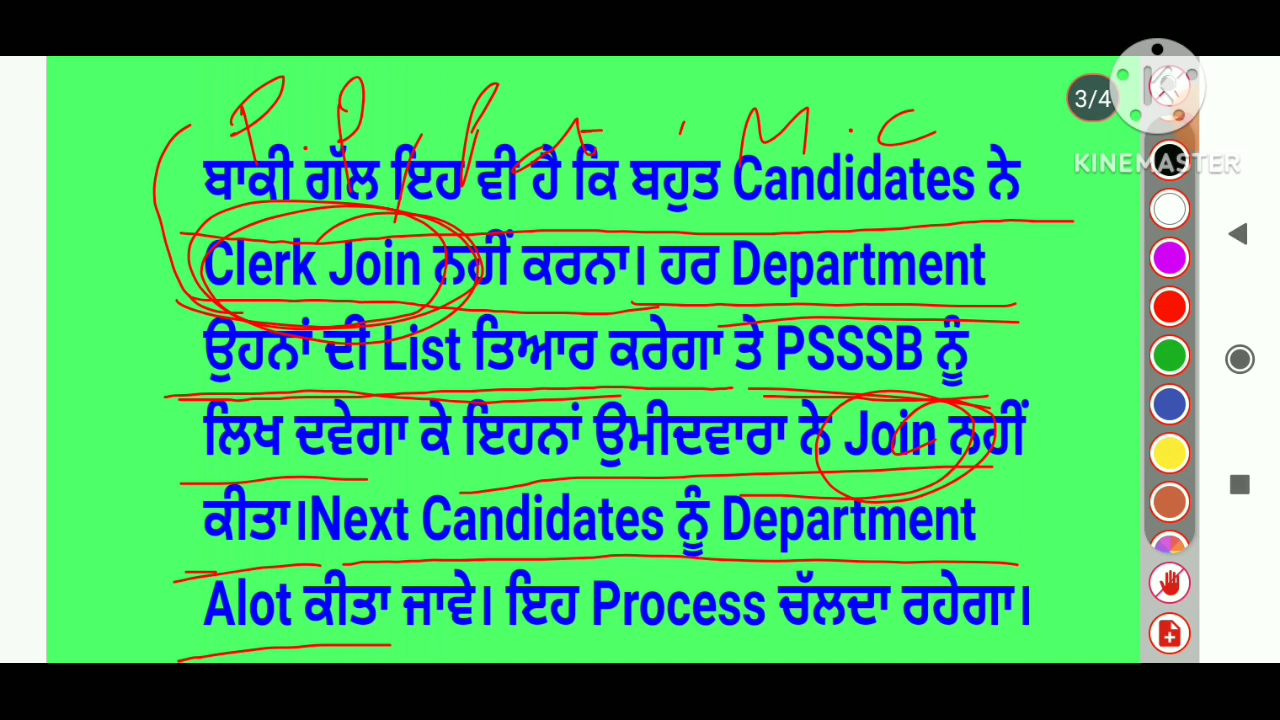 3/4
KINEMASTER
P.P, Pat, M.C
ਬਾਕੀ ਗੱਲ ਇਹ ਵੀ ਹੈ ਕਿ ਬਹੁਤ Candidates ਨੇ
Clerk Join ਨਹੀਂ ਕਰਨਾ। ਹਰ Department
ਉਹਨਾਂ ਦੀ List ਤਿਆਰ ਕਰੇਗਾ ਤੇ PSSSB ਨੂੰ
ਲਿਖ ਦਵੇਗਾ ਕੇ ਇਹਨਾਂ ਉਮੀਦਵਾਰਾ ਨੇ Join ਨਹੀਂ
ਕੀਤਾ।Next Candidates ਨੂੰ Department
Alot ਕੀਤਾ ਜਾਵੇ। ਇਹ Process ਚੱਲਦਾ ਰਹੇਗਾ।